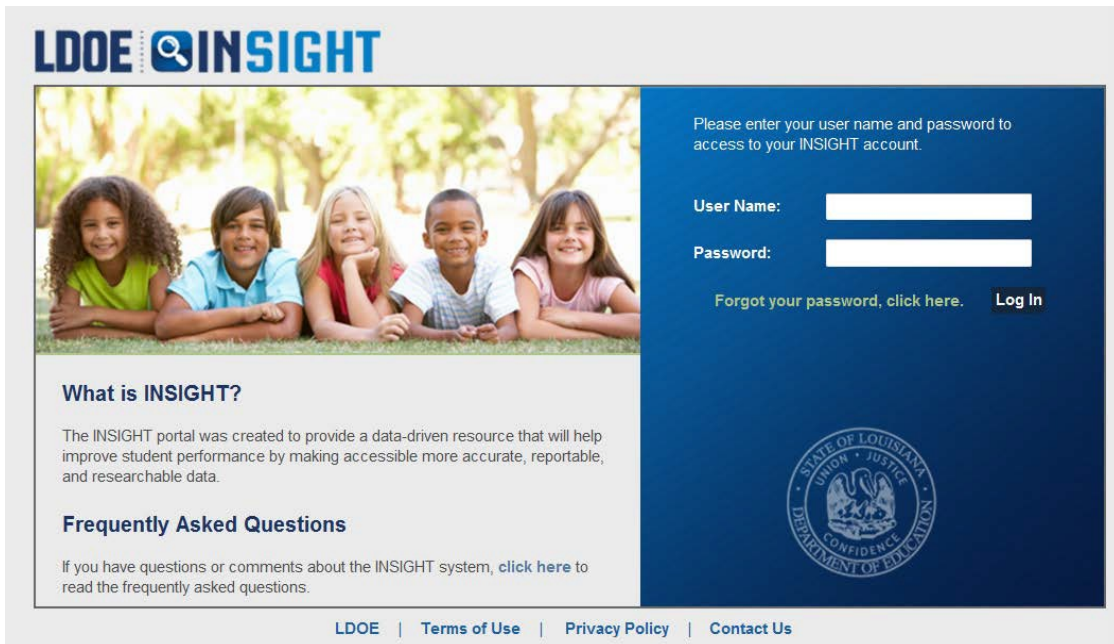 LDOE INSIGHT
Please enter your user name and password to
access to your INSIGHT account.
User Name:
Password:
Forgot your password, click here. Log In
What is INSIGHT?
The INSIGHT portal was created to provide a data-driven resource that will help
improve student performance by making accessible more accurate, reportable,
and researchable data.
Frequently Asked Questions
If you have questions or comments about the INSIGHT system, click here to
read the frequently asked questions.
STATE OF LOUISIANA
UNION · JUSTICE
CONFIDENCE
DEPARTMENT OF EDUCATION
LDOE | Terms of Use | Privacy Policy | Contact Us